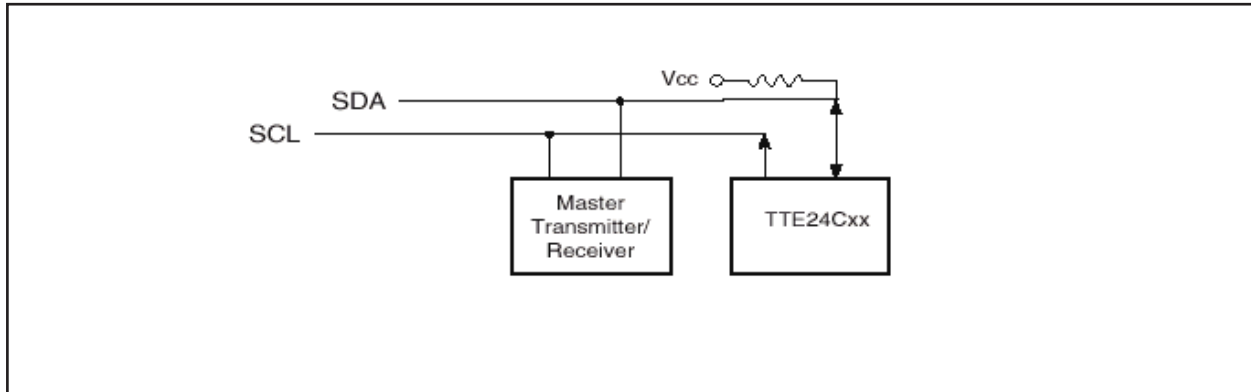 Vcc
SDA
SCL
Master
Transmitter/
Receiver
TTE24Cxx